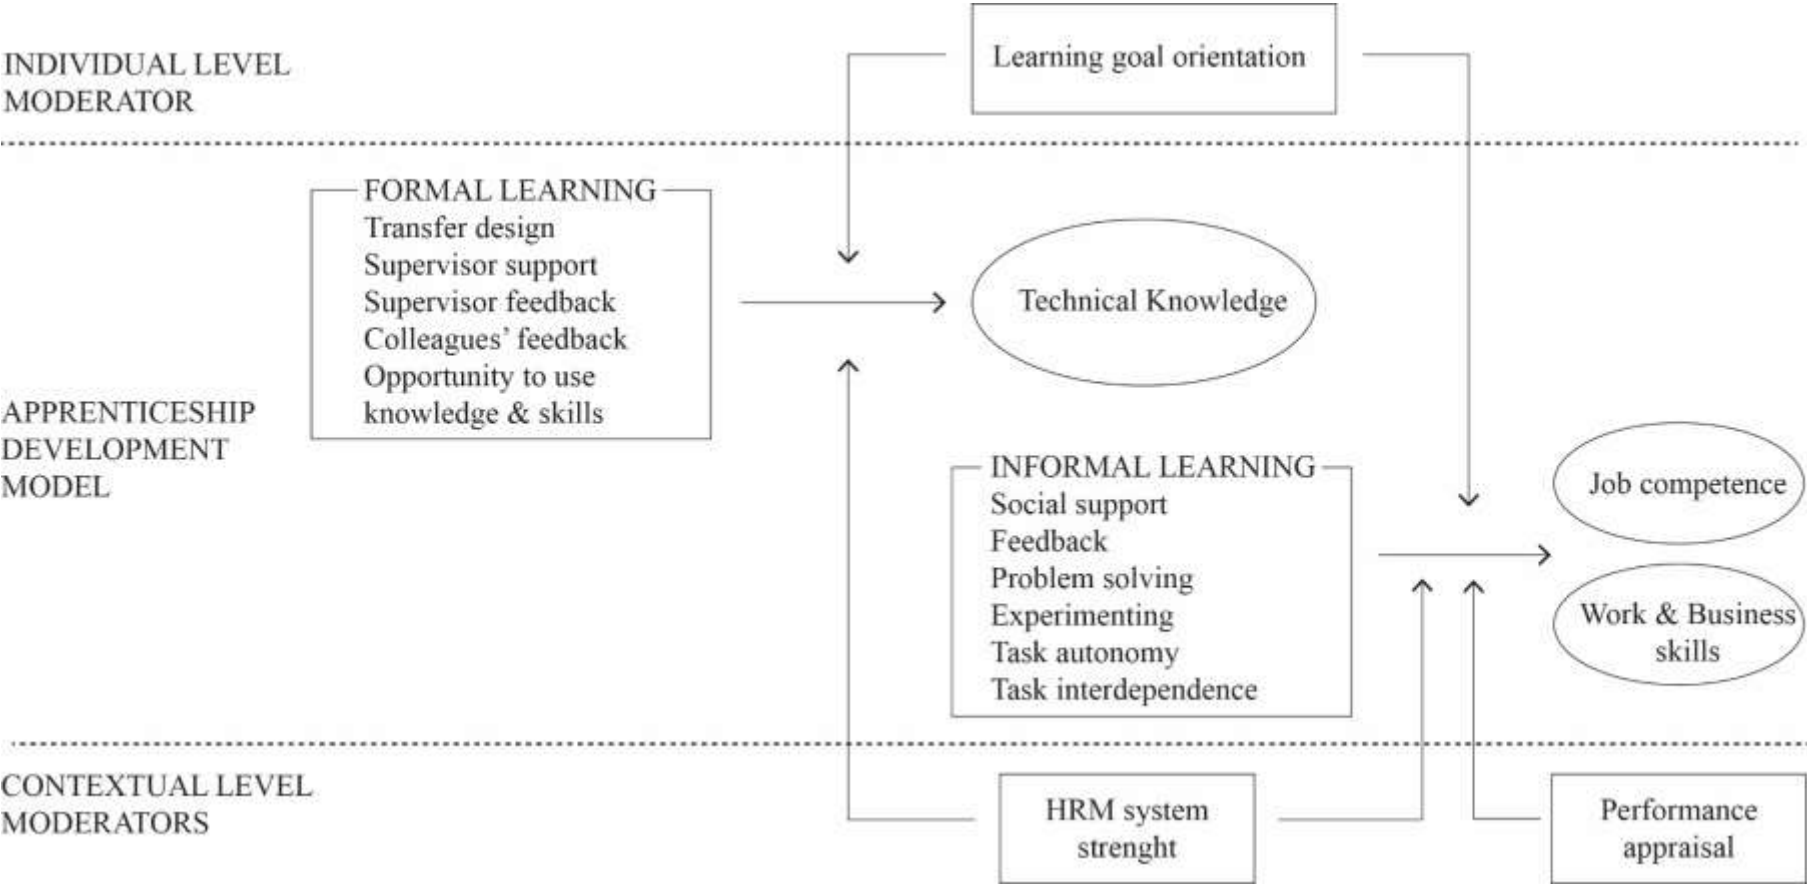 INDIVIDUAL LEVEL
MODERATOR
Learning goal orientation
FORMAL LEARNING
Transfer design
Supervisor support
Supervisor feedback
Colleagues’ feedback
Opportunity to use
knowledge & skills
Technical Knowledge
APPRENTICESHIP
DEVELOPMENT
MODEL
INFORMAL LEARNING
Social support
Feedback
Problem solving
Experimenting
Task autonomy
Task interdependence
Job competence
Work & Business
skills
CONTEXTUAL LEVEL
MODERATORS
HRM system
strenght
Performance
appraisal